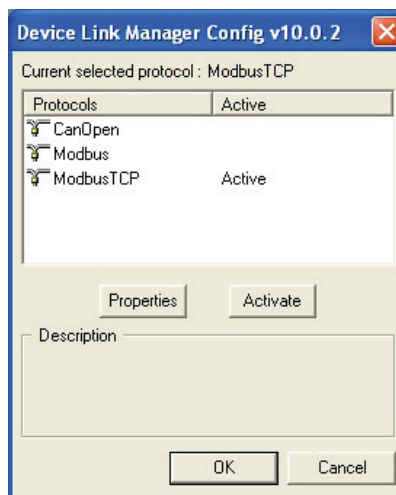 Device Link Manager Config v10.0.2
Current selected protocol : ModbusTCP
Protocols Active
CanOpen
Modbus
ModbusTCP Active
Properties Activate
Description
OK Cancel